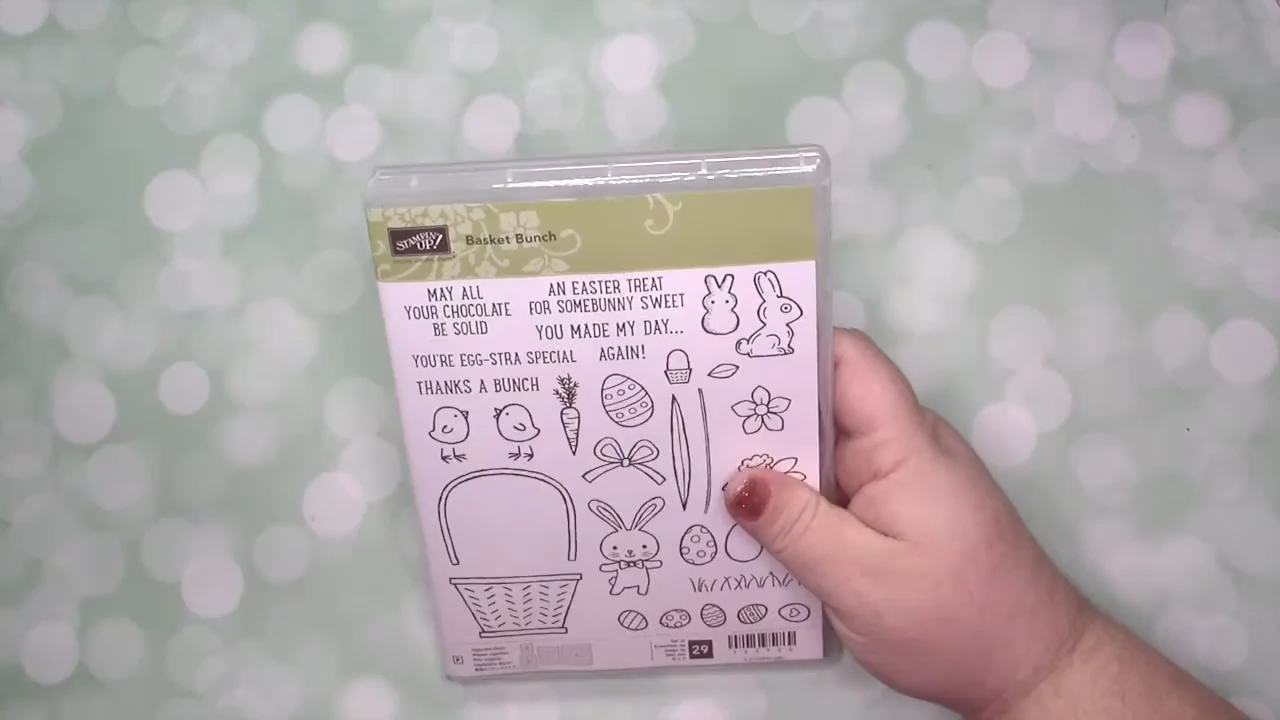 STAMPIN' UP!
Basket Bunch
MAY ALL
YOUR CHOCOLATE
BE SOLID
AN EASTER TREAT
FOR SOMEBUNNY SWEET
YOU MADE MY DAY...
AGAIN!
YOU'RE EGG-STRA SPECIAL
THANKS A BUNCH
29